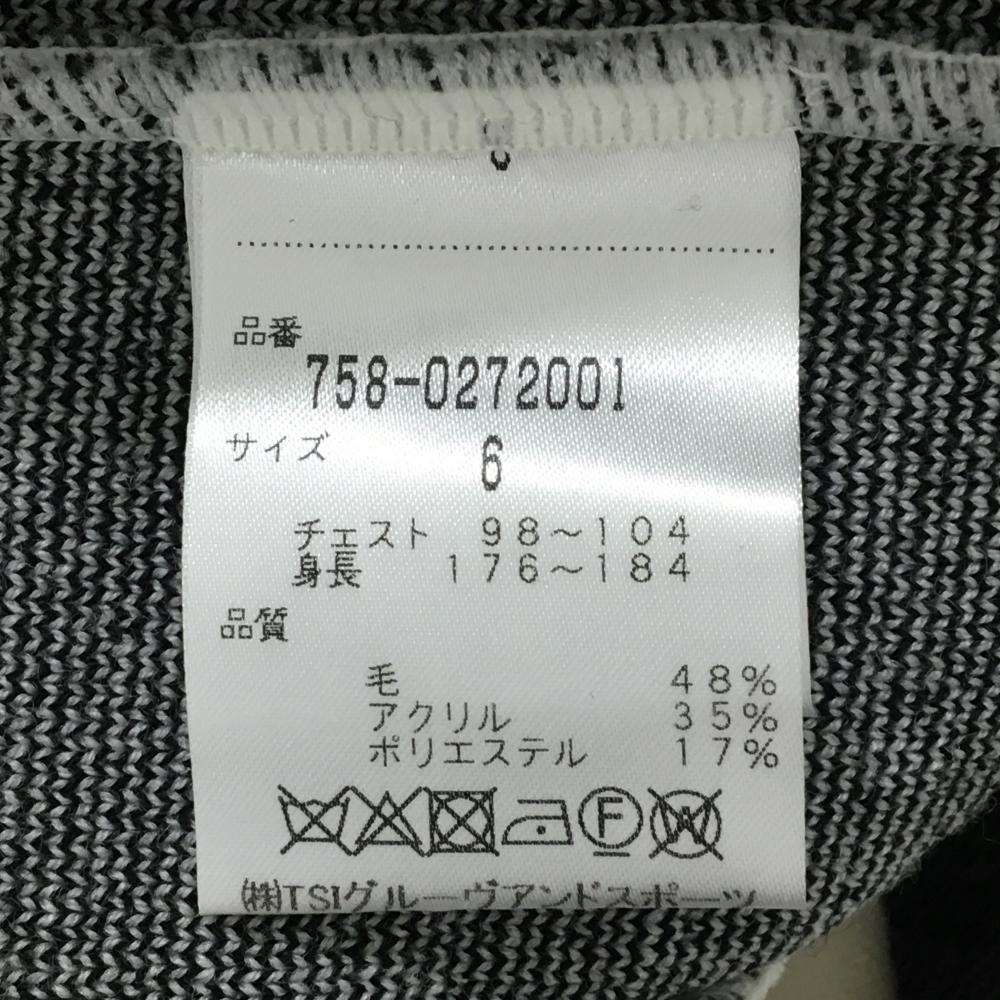 品番
758-0272001
サイズ 6
チェスト 98～104
身長 176～184
品質
毛 48%
アクリル 35%
ポリエステル 17%
F W
㈱TSIグルーヴアンドスポーツ